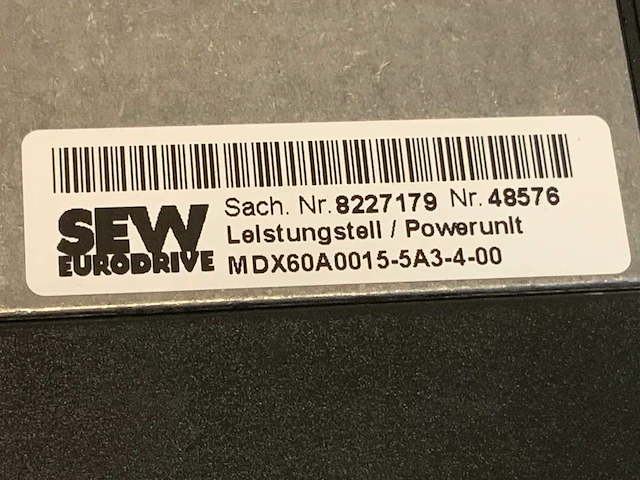 SEW
EURODRIVE
Sach. Nr. 8227179 Nr. 48576
Leistungsteil / Powerunit
MDX60A0015-5A3-4-00